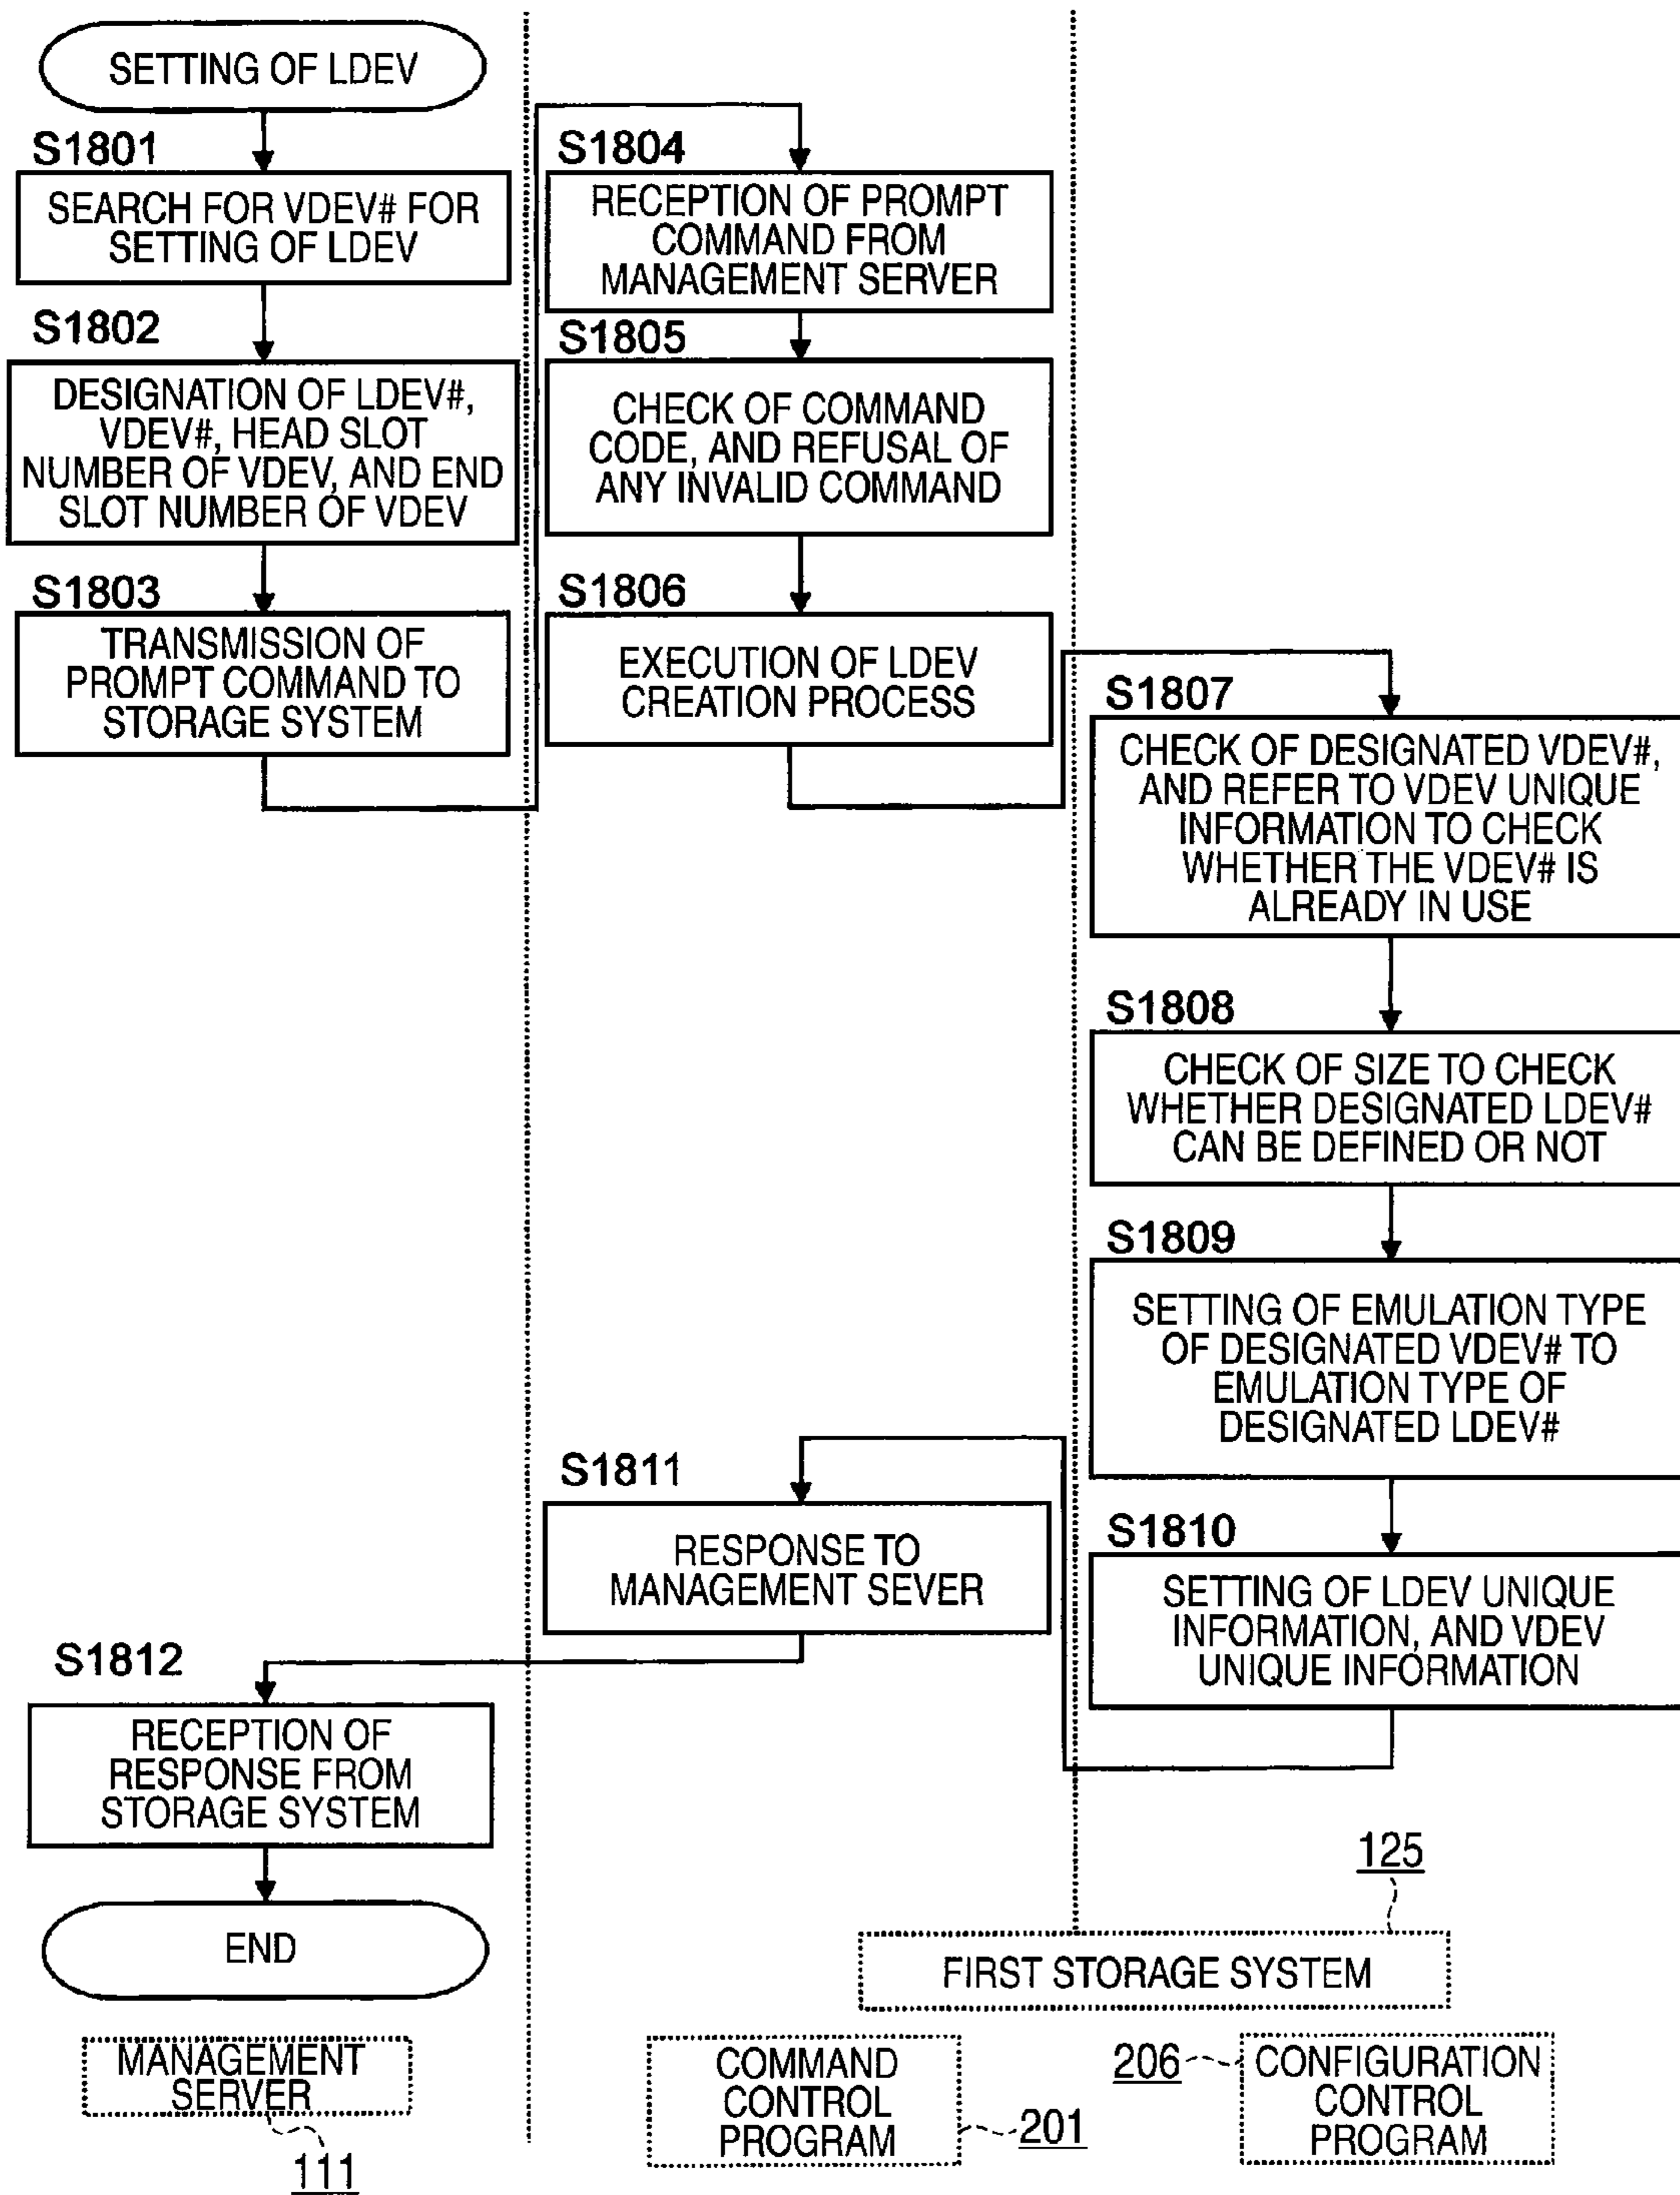 SETTING OF LDEV
S1801
SEARCH FOR VDEV# FOR
SETTING OF LDEV
S1802
DESIGNATION OF LDEV#,
VDEV#, HEAD SLOT
NUMBER OF VDEV, AND END
SLOT NUMBER OF VDEV
S1803
TRANSMISSION OF
PROMPT COMMAND TO
STORAGE SYSTEM
S1804
RECEPTION OF PROMPT
COMMAND FROM
MANAGEMENT SERVER
S1805
CHECK OF COMMAND
CODE, AND REFUSAL OF
ANY INVALID COMMAND
S1806
EXECUTION OF LDEV
CREATION PROCESS
S1807
CHECK OF DESIGNATED VDEV#,
AND REFER TO VDEV UNIQUE
INFORMATION TO CHECK
WHETHER THE VDEV# IS
ALREADY IN USE
S1808
CHECK OF SIZE TO CHECK
WHETHER DESIGNATED LDEV#
CAN BE DEFINED OR NOT
S1809
SETTING OF EMULATION TYPE
OF DESIGNATED VDEV# TO
EMULATION TYPE OF
DESIGNATED LDEV#
S1810
SETTING OF LDEV UNIQUE
INFORMATION, AND VDEV
UNIQUE INFORMATION
S1811
RESPONSE TO
MANAGEMENT SEVER
S1812
RECEPTION OF
RESPONSE FROM
STORAGE SYSTEM
END
125
FIRST STORAGE SYSTEM
MANAGEMENT
SERVER
111
COMMAND
CONTROL
PROGRAM
201
206
CONFIGURATION
CONTROL
PROGRAM